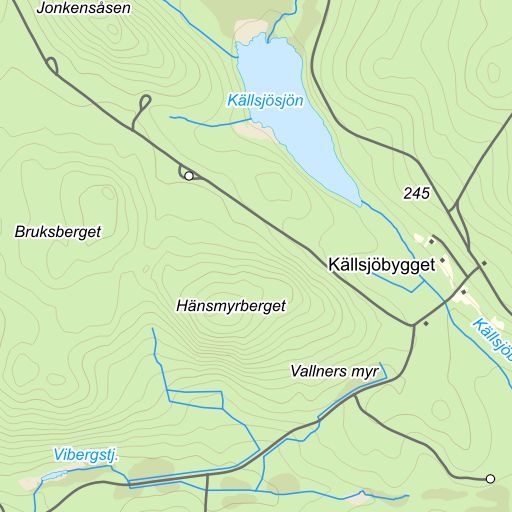 Jonkensåsen
Källsjösjön
245
Bruksberget
Källsjöbygget
Hänsmyrberget
Vallners myr
Vibergstj.